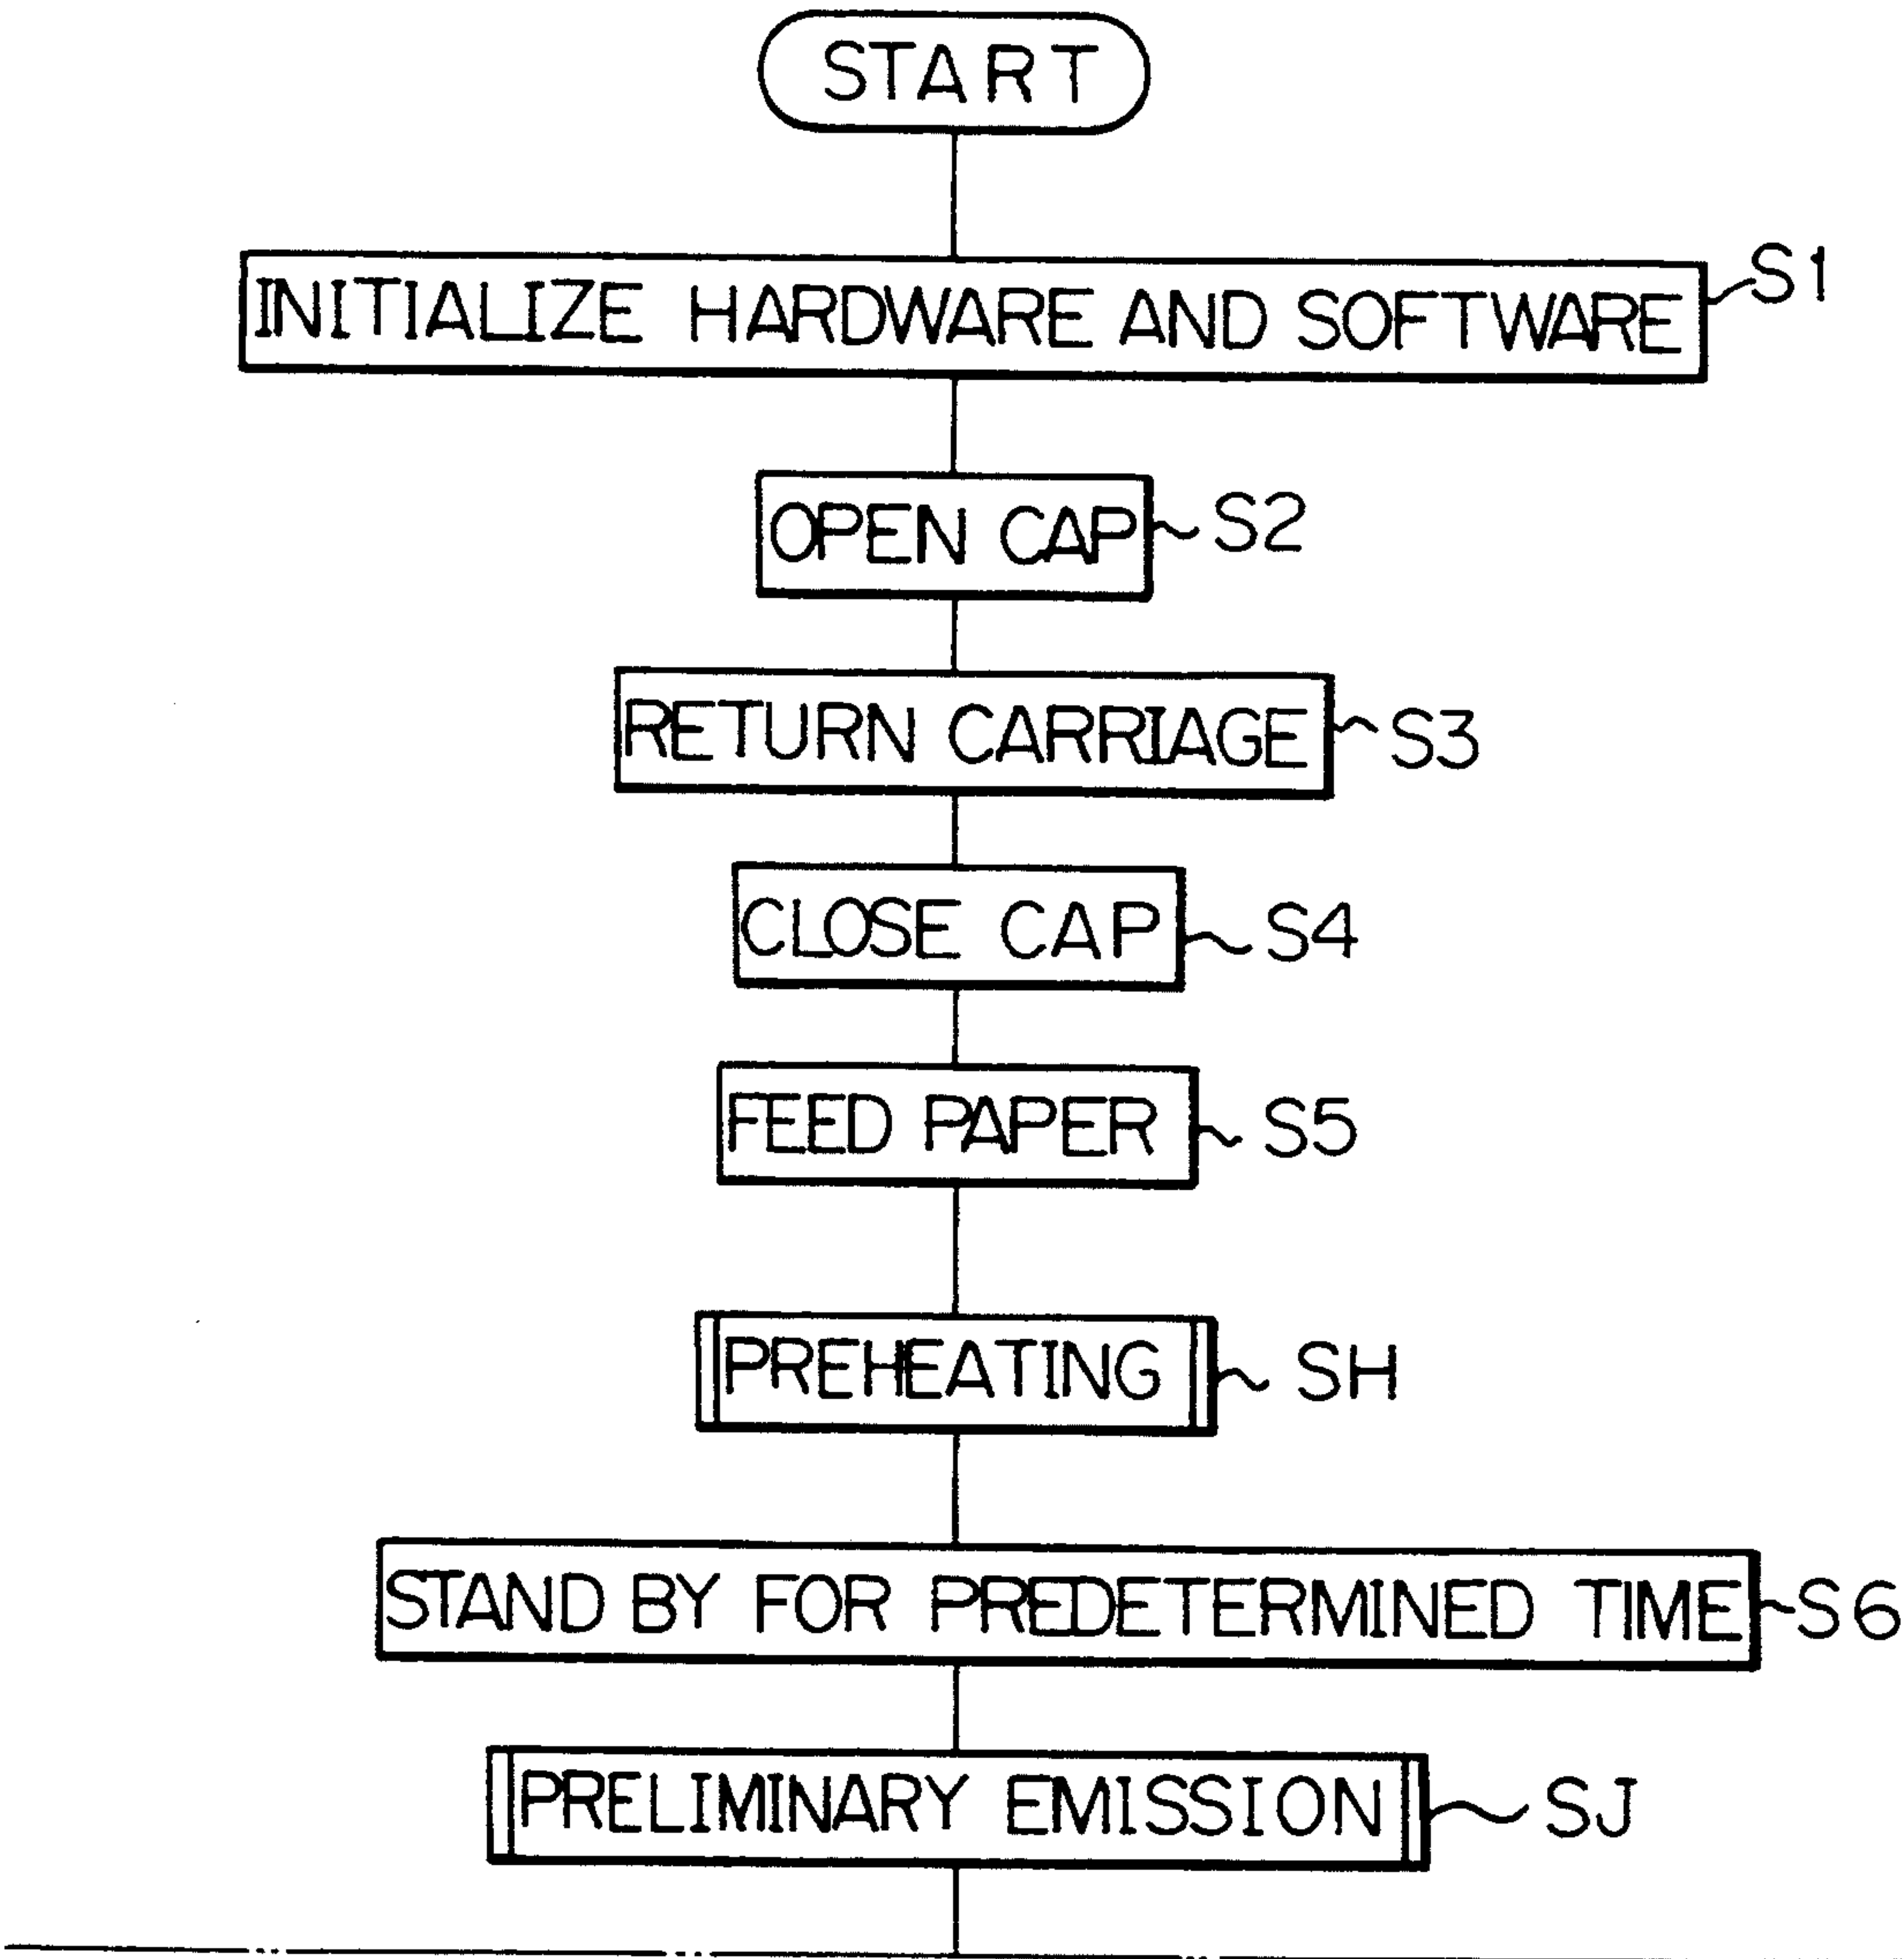 START
INITIALIZE HARDWARE AND SOFTWARE S1
OPEN CAP S2
RETURN CARRIAGE S3
CLOSE CAP S4
FEED PAPER S5
PREHEATING SH
STAND BY FOR PREDETERMINED TIME S6
PRELIMINARY EMISSION SJ